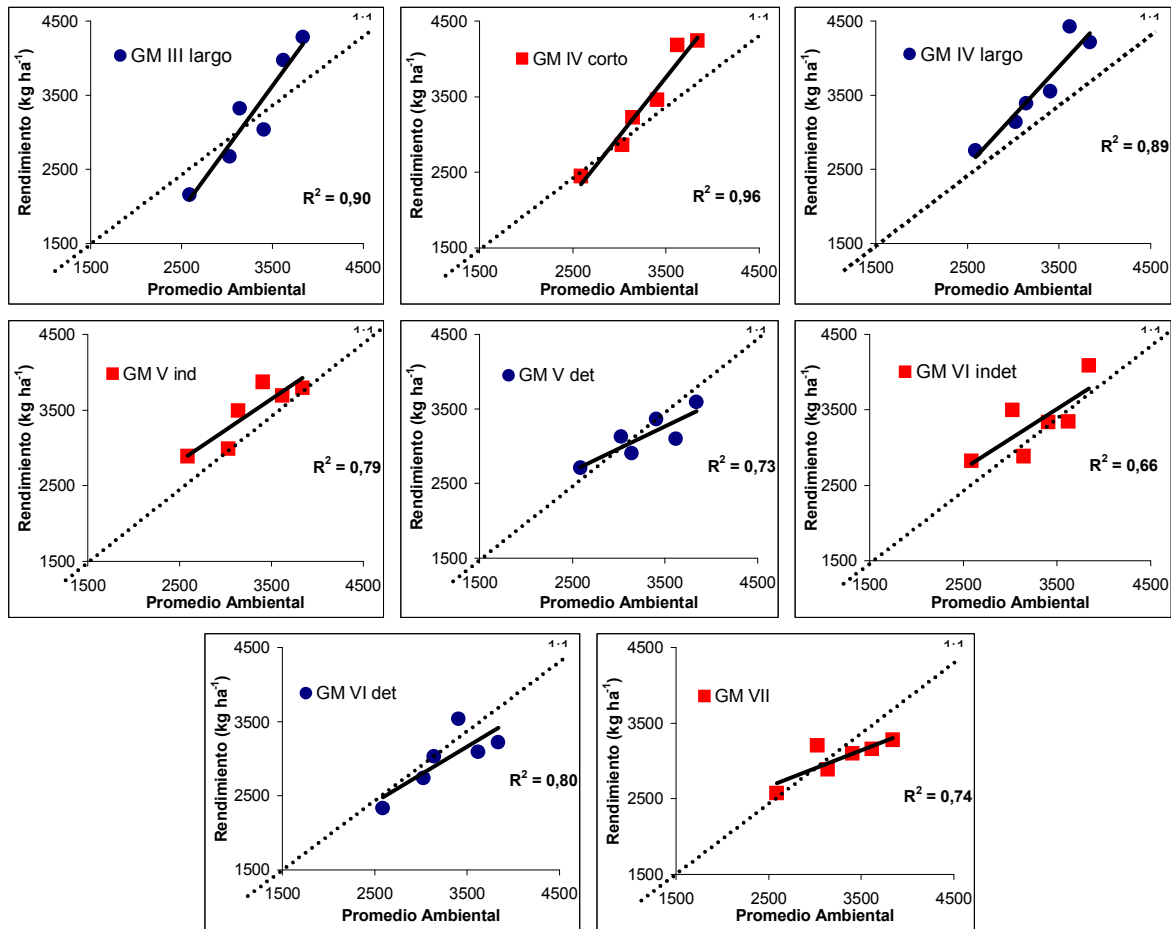 1:1
4500
GM III largo
3500
Rendimiento (kg ha-1)
2500
R2 = 0,90
1500
1500 2500 3500 4500
Promedio Ambiental
1:1
4500
GM IV corto
3500
Rendimiento (kg ha-1)
2500
R2 = 0,96
1500
1500 2500 3500 4500
Promedio Ambiental
1:1
4500
GM IV largo
3500
Rendimiento (kg ha-1)
2500
R2 = 0,89
1500
1500 2500 3500 4500
Promedio Ambiental
1:1
4500
GM V ind
3500
Rendimiento (kg ha-1)
2500
R2 = 0,79
1500
1500 2500 3500 4500
Promedio Ambiental
1:1
4500
GM V det
3500
Rendimiento (kg ha-1)
2500
R2 = 0,73
1500
1500 2500 3500 4500
Promedio Ambiental
1:1
4500
GM VI indet
3500
Rendimiento (kg ha-1)
2500
R2 = 0,66
1500
1500 2500 3500 4500
Promedio Ambiental
1:1
4500
GM VI det
3500
Rendimiento (kg ha-1)
2500
R2 = 0,80
1500
1500 2500 3500 4500
Promedio Ambiental
1:1
4500
GM VII
3500
Rendimiento (kg ha-1)
2500
R2 = 0,74
1500
1500 2500 3500 4500
Promedio Ambiental